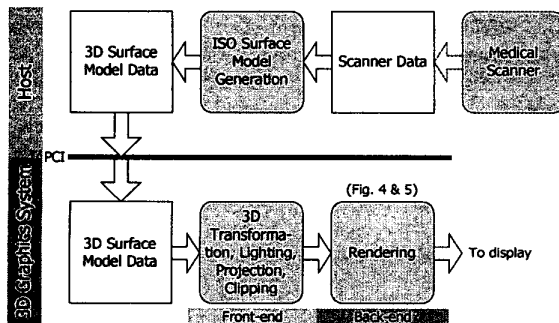 Host
3D Surface
Model Data
ISO Surface
Model
Generation
Scanner Data
Medical
Scanner
PCI
3D Graphics System
3D Surface
Model Data
3D
Transforma-
tion, Lighting,
Projection,
Clipping
(Fig. 4 & 5)
Rendering
To display
Front-end
Back-end